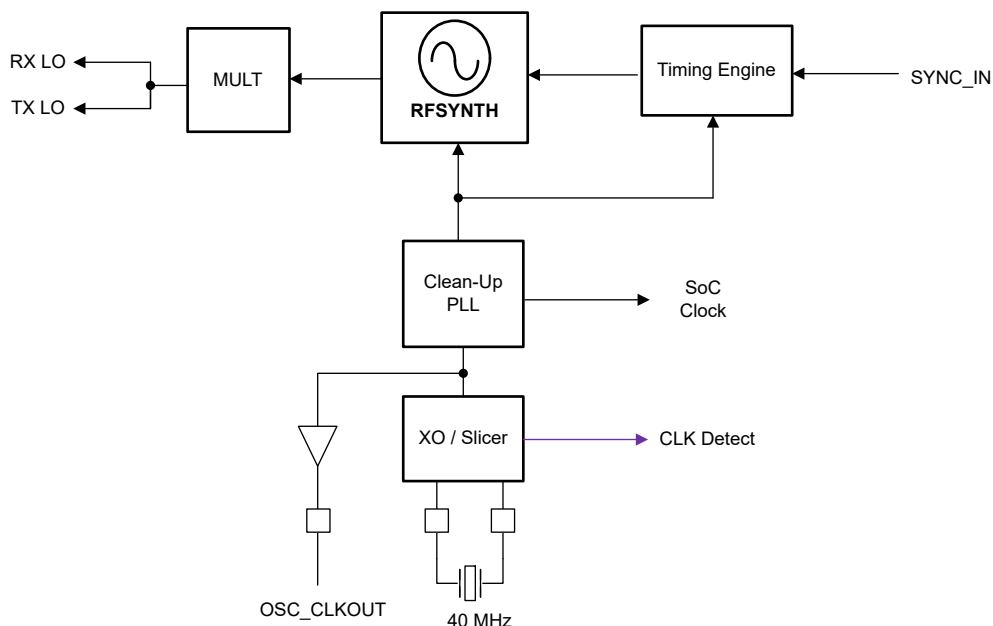 RX LO
TX LO
MULT
RFSYNTH
Timing Engine
SYNC_IN
Clean-Up
PLL
SoC
Clock
XO / Slicer
CLK Detect
OSC_CLKOUT
40 MHz